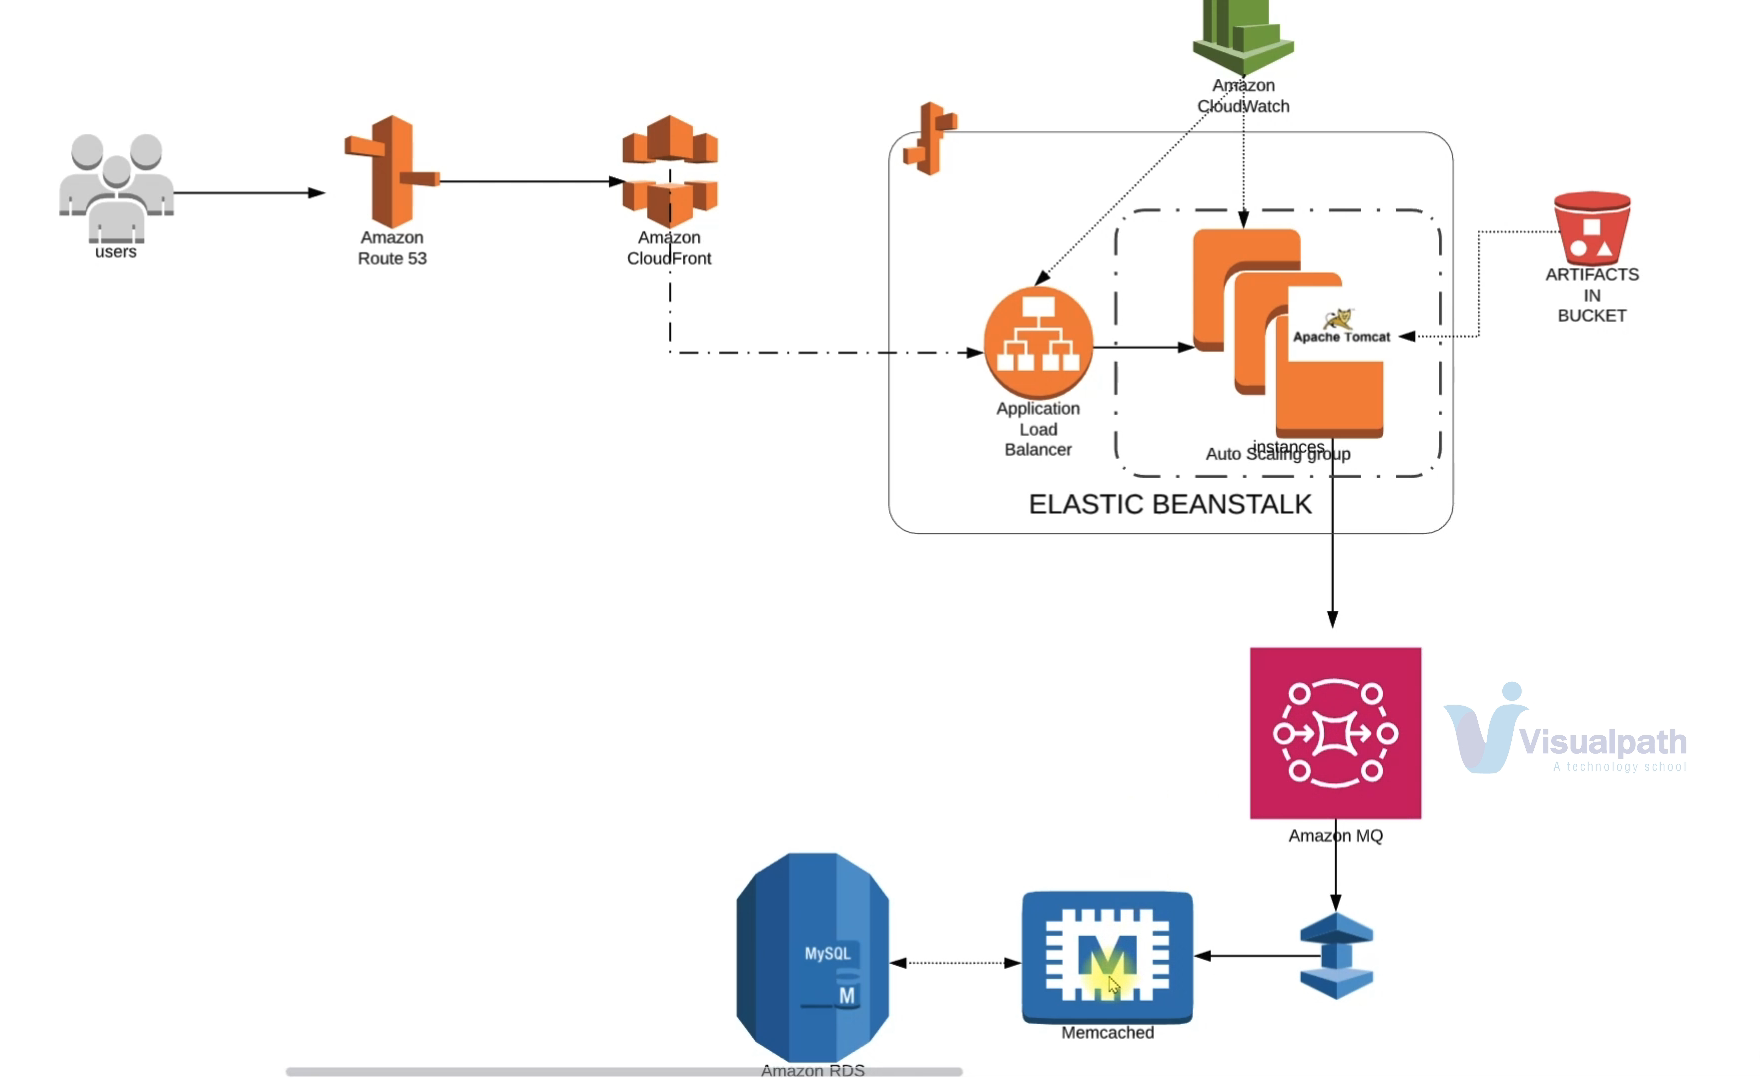 Amazon
CloudWatch
users
Amazon
Route 53
Amazon
CloudFront
ARTIFACTS
IN
BUCKET
Apache Tomcat
Application
Load
Balancer
instances
Auto Scaling group
ELASTIC BEANSTALK
Visualpath
A technology school
Amazon MQ
MySQL
M
M
Memcached
Amazon RDS